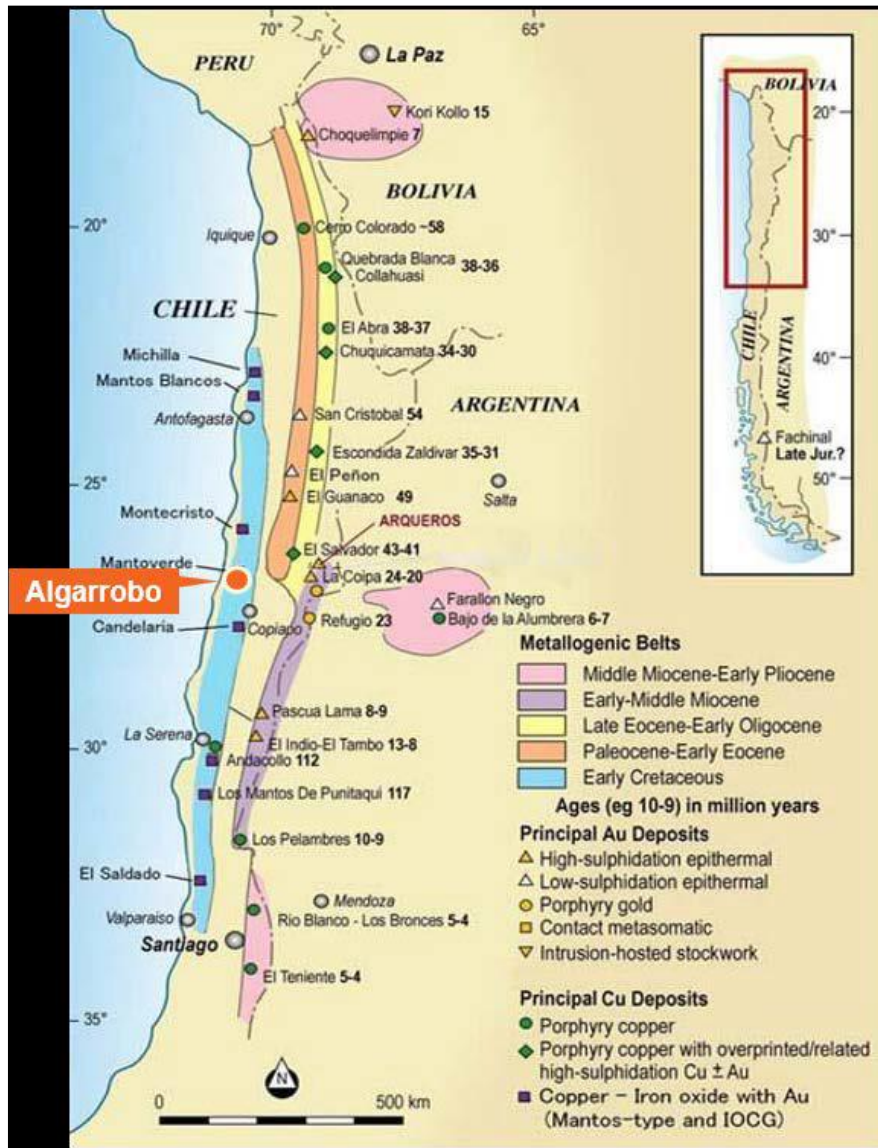 70°
65°
PERU
La Paz
Kori Kollo 15
Choquelimpie 7
BOLIVIA
20°
Iquique
Cerro Colorado ~58
Quebrada Blanca
38-36
Collahuasi
CHILE
El Abra 38-37
Michilla
Chuquicamata 34-30
Mantos Blancos
Antofagasta
San Cristobal 54
ARGENTINA
Escondida Zaldivar 35-31
25°
El Peñon
El Guanaco 49
Salta
Montecristo
ARQUEROS
El Salvador 43-41
Mantoverde
La Coipa 24-20
Algarrobo
Farallon Negro
Candelaria
Copiapo
Refugio 23
Bajo de la Alumbrera 6-7
Pascua Lama 8-9
La Serena
El Indio-El Tambo 13-8
30°
Andacollo 112
Los Mantos De Punitaqui 117
Los Pelambres 10-9
El Saldado
Mendoza
Valparaiso
Rio Blanco - Los Bronces 5-4
Santiago
El Teniente 5-4
35°
N
0
500 km
BOLIVIA
20°
30°
CHILE
ARGENTINA
40°
Fachinal
Late Jur.?
50°
Metallogenic Belts
Middle Miocene-Early Pliocene
Early-Middle Miocene
Late Eocene-Early Oligocene
Paleocene-Early Eocene
Early Cretaceous
Ages (eg 10-9) in million years
Principal Au Deposits
High-sulphidation epithermal
Low-sulphidation epithermal
Porphyry gold
Contact metasomatic
Intrusion-hosted stockwork
Principal Cu Deposits
Porphyry copper
Porphyry copper with overprinted/related
high-sulphidation Cu ± Au
Copper - Iron oxide with Au
(Mantos-type and IOCG)